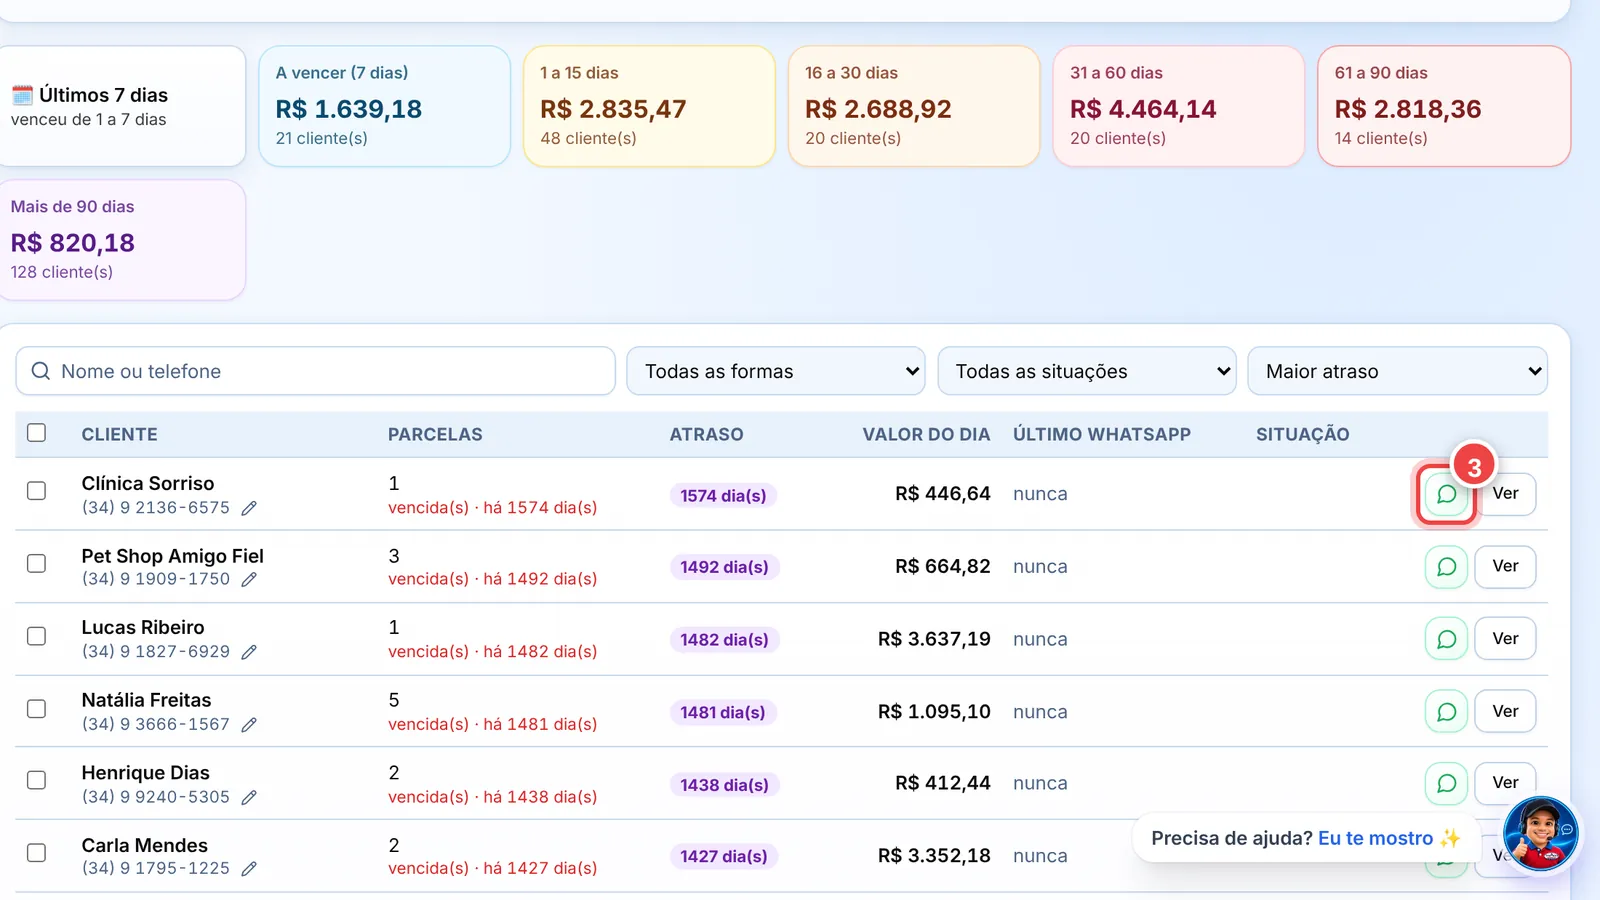 Últimos 7 dias
venceu de 1 a 7 dias
A vencer (7 dias)
R$ 1.639,18
21 cliente(s)
1 a 15 dias
R$ 2.835,47
48 cliente(s)
16 a 30 dias
R$ 2.688,92
20 cliente(s)
31 a 60 dias
R$ 4.464,14
20 cliente(s)
61 a 90 dias
R$ 2.818,36
14 cliente(s)
Mais de 90 dias
R$ 820,18
128 cliente(s)
Nome ou telefone
Todas as formas
Todas as situações
Maior atraso
CLIENTE PARCELAS ATRASO VALOR DO DIA ÚLTIMO WHATSAPP SITUAÇÃO
3
Clínica Sorriso 1
(34) 9 2136-6575 vencida(s) · há 1574 dia(s) 1574 dia(s) R$ 446,64 nunca Ver
Pet Shop Amigo Fiel 3
(34) 9 1909-1750 vencida(s) · há 1492 dia(s) 1492 dia(s) R$ 664,82 nunca Ver
Lucas Ribeiro 1
(34) 9 1827-6929 vencida(s) · há 1482 dia(s) 1482 dia(s) R$ 3.637,19 nunca Ver
Natália Freitas 5
(34) 9 3666-1567 vencida(s) · há 1481 dia(s) 1481 dia(s) R$ 1.095,10 nunca Ver
Henrique Dias 2
(34) 9 9240-5305 vencida(s) · há 1438 dia(s) 1438 dia(s) R$ 412,44 nunca Ver
Carla Mendes 2
(34) 9 1795-1225 vencida(s) · há 1427 dia(s) 1427 dia(s) R$ 3.352,18 nunca
Precisa de ajuda? Eu te mostro